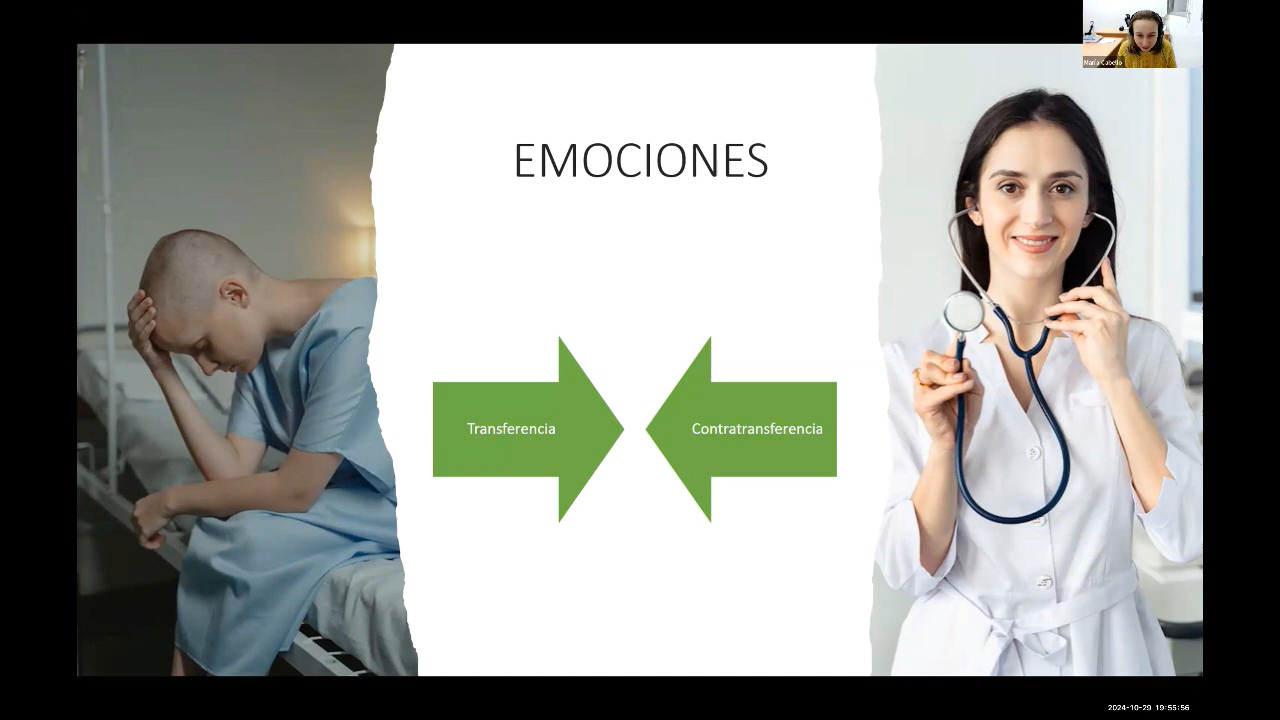 María Cabello
EMOCIONES
Transferencia
Contratransferencia
2024-10-29 19:55:56